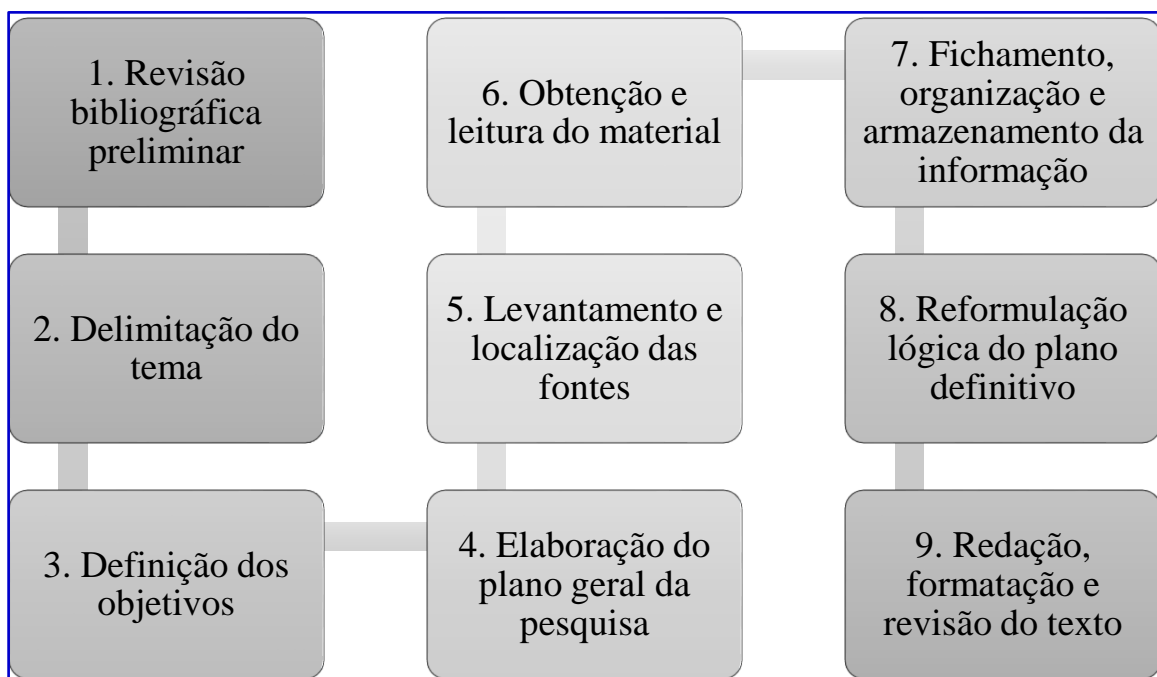 1. Revisão
bibliográfica
preliminar
2. Delimitação do
tema
3. Definição dos
objetivos
4. Elaboração do
plano geral da
pesquisa
5. Levantamento e
localização das
fontes
6. Obtenção e
leitura do material
7. Fichamento,
organização e
armazenamento da
informação
8. Reformulação
lógica do plano
definitivo
9. Redação,
formatação e
revisão do texto